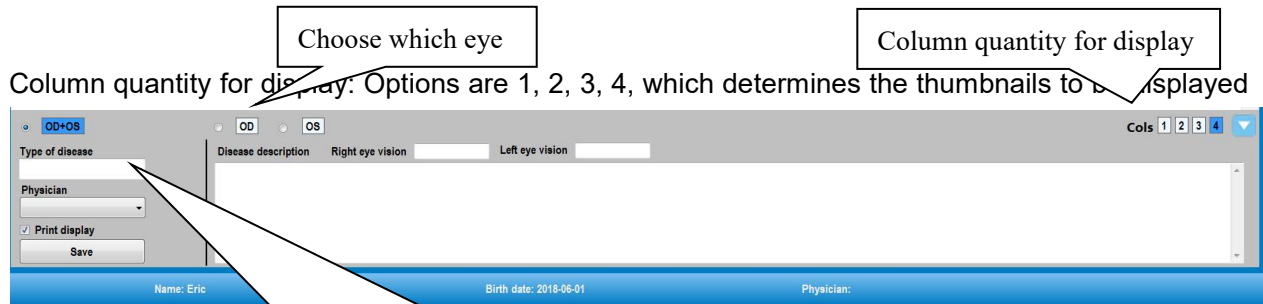 Choose which eye
Column quantity for display
Column quantity for display: Options are 1, 2, 3, 4, which determines the thumbnails to be displayed
OD+OS OD OS Cols 1 2 3 4
Type of disease Disease description Right eye vision Left eye vision
Physician
Print display
Save
Name: Eric Birth date: 2018-06-01 Physician: